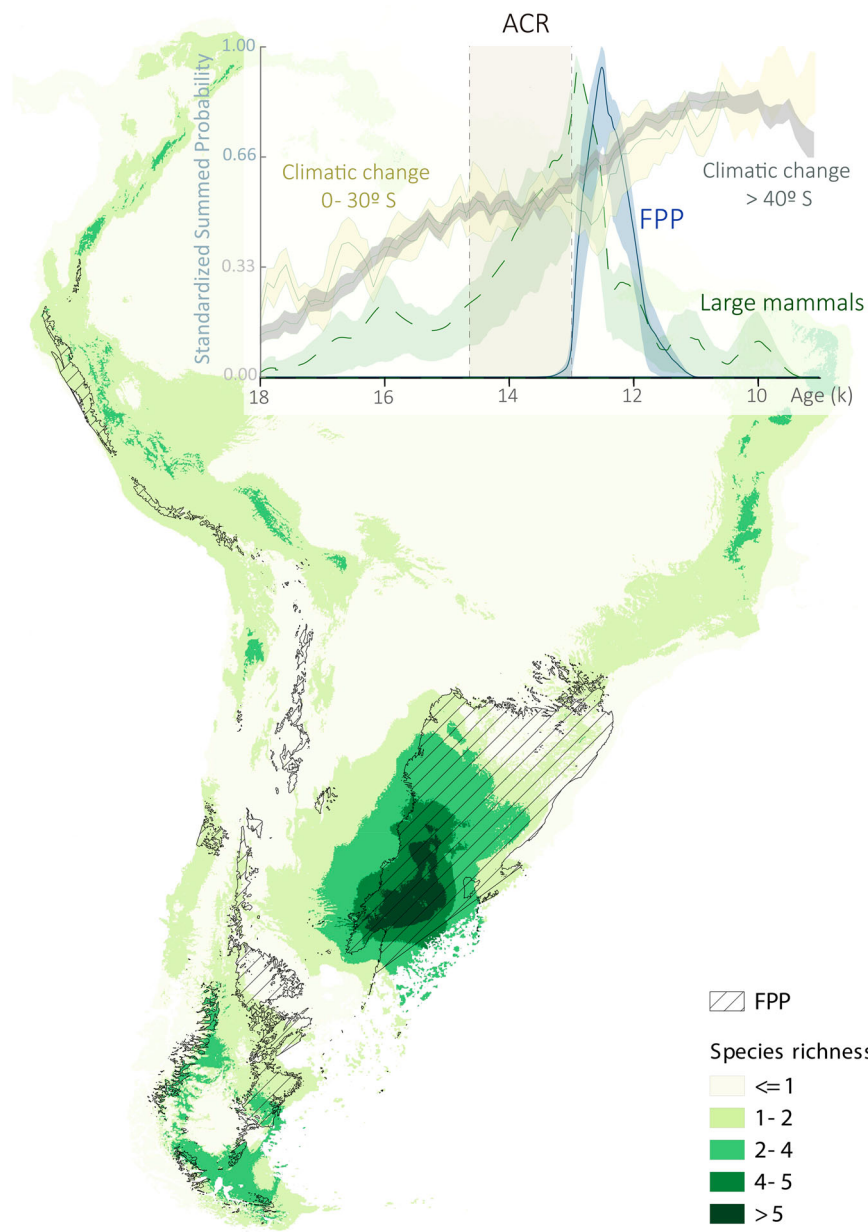 ACR
1.00
0.66
0.33
0.00
Standardized Summed Probability
Climatic change
0- 30º S
Climatic change
> 40º S
FPP
Large mammals
18
16
14
12
10
Age (k)
FPP
Species richness
<= 1
1- 2
2- 4
4- 5
> 5